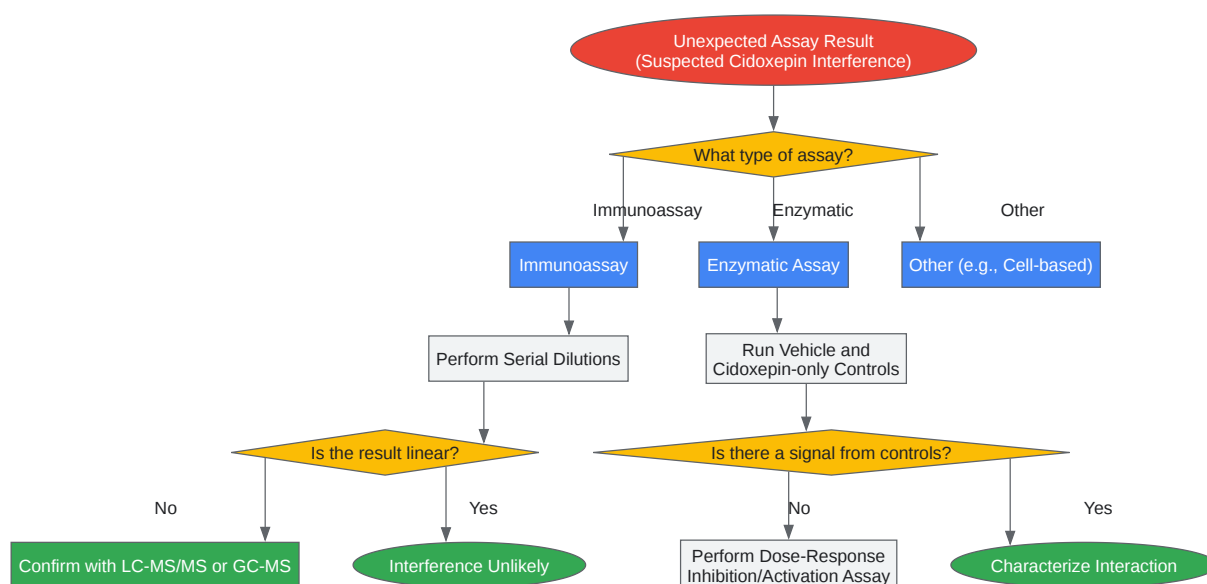 Unexpected Assay Result
(Suspected Cidoxepin Interference)
What type of assay?
Immunoassay
Enzymatic
Other
Immunoassay
Enzymatic Assay
Other (e.g., Cell-based)
Perform Serial Dilutions
Run Vehicle and
Cidoxepin-only Controls
Is the result linear?
Is there a signal from controls?
No
Yes
No
Yes
Confirm with LC-MS/MS or GC-MS
Interference Unlikely
Perform Dose-Response
Inhibition/Activation Assay
Characterize Interaction